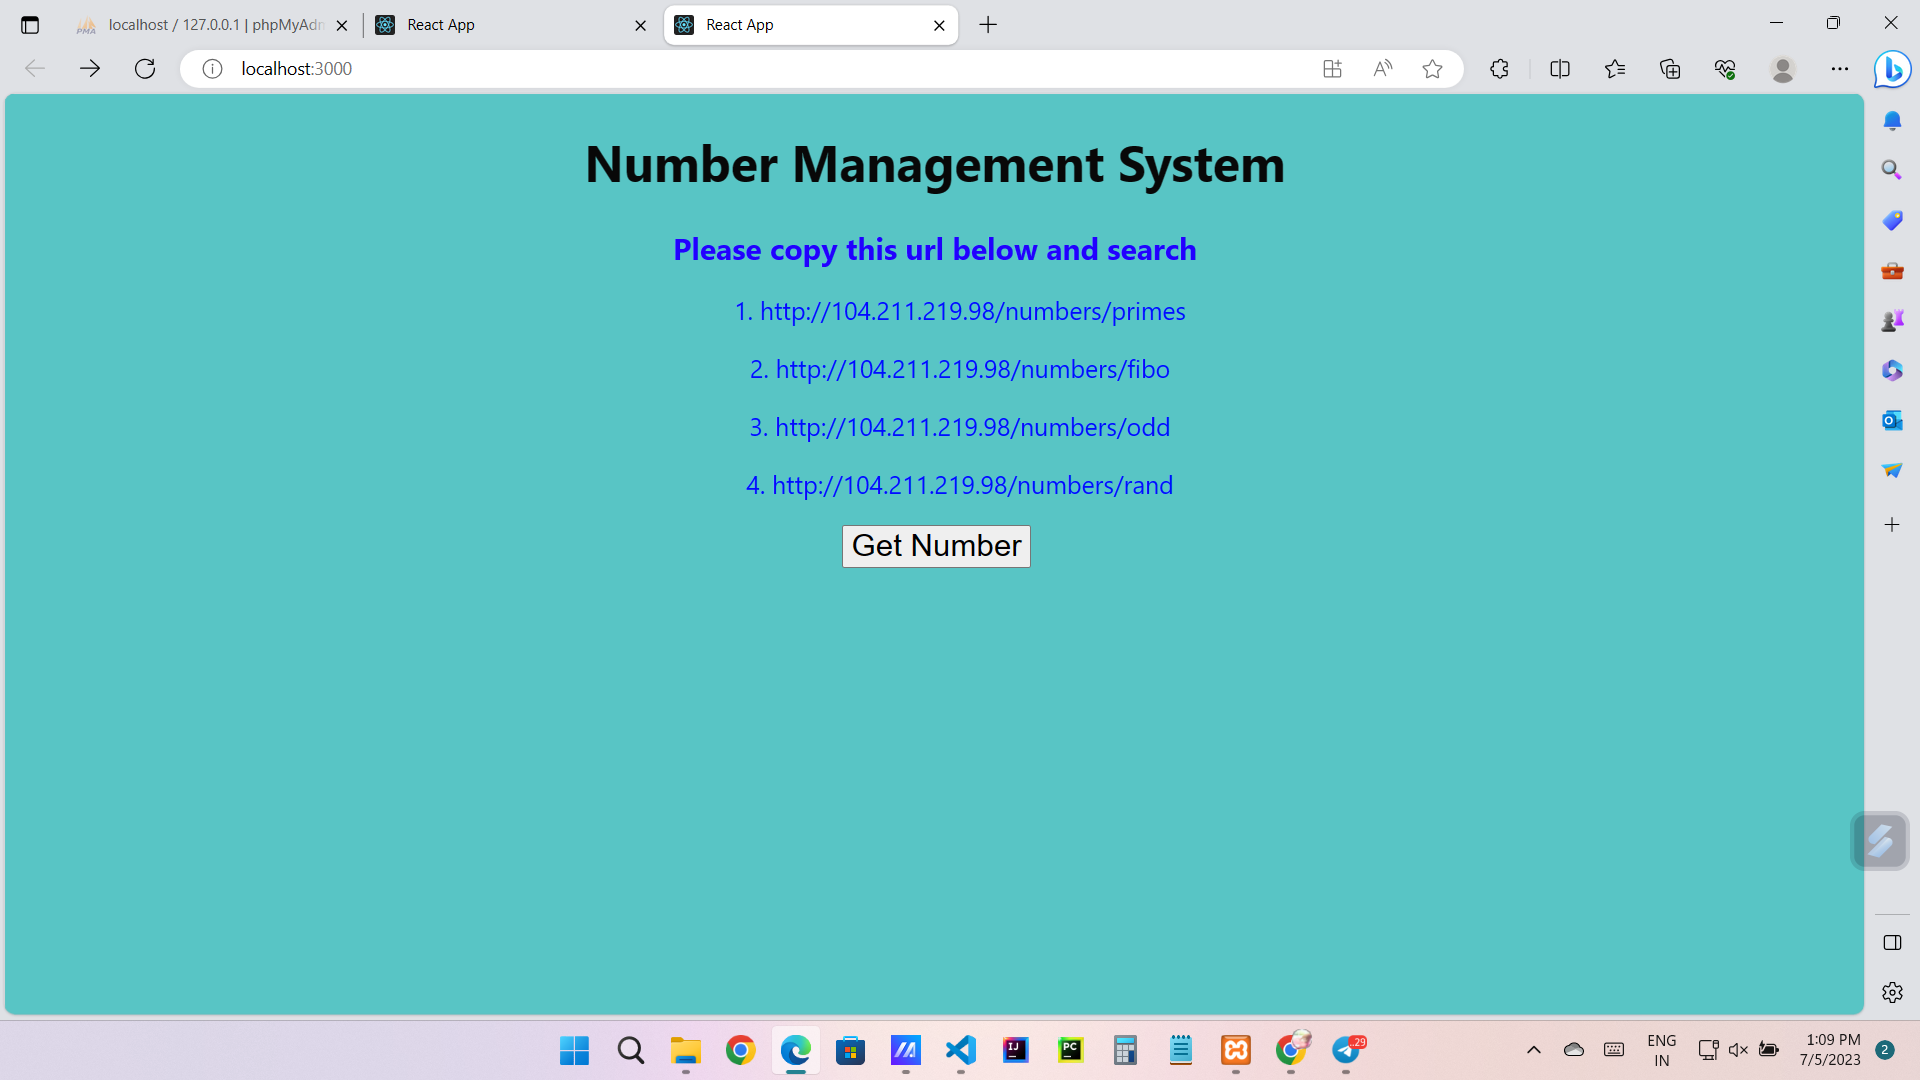 localhost / 127.0.0.1 | phpMyAdn
React App
React App
localhost:3000
Number Management System
Please copy this url below and search
1. http://104.211.219.98/numbers/primes
2. http://104.211.219.98/numbers/fibo
3. http://104.211.219.98/numbers/odd
4. http://104.211.219.98/numbers/rand
Get Number
ENG
IN
1:09 PM
7/5/2023
2